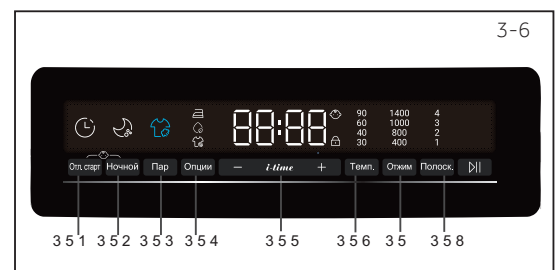 3-6
88:88
90 1400 4
60 1000 3
40 800 2
30 400 1
Отл. старт Ночной Пар Опции − i-time + Темп. Отжим Полоск.
3 5 1 3 5 2 3 5 3 3 5 4 3 5 5 3 5 6 3 5 3 5 8